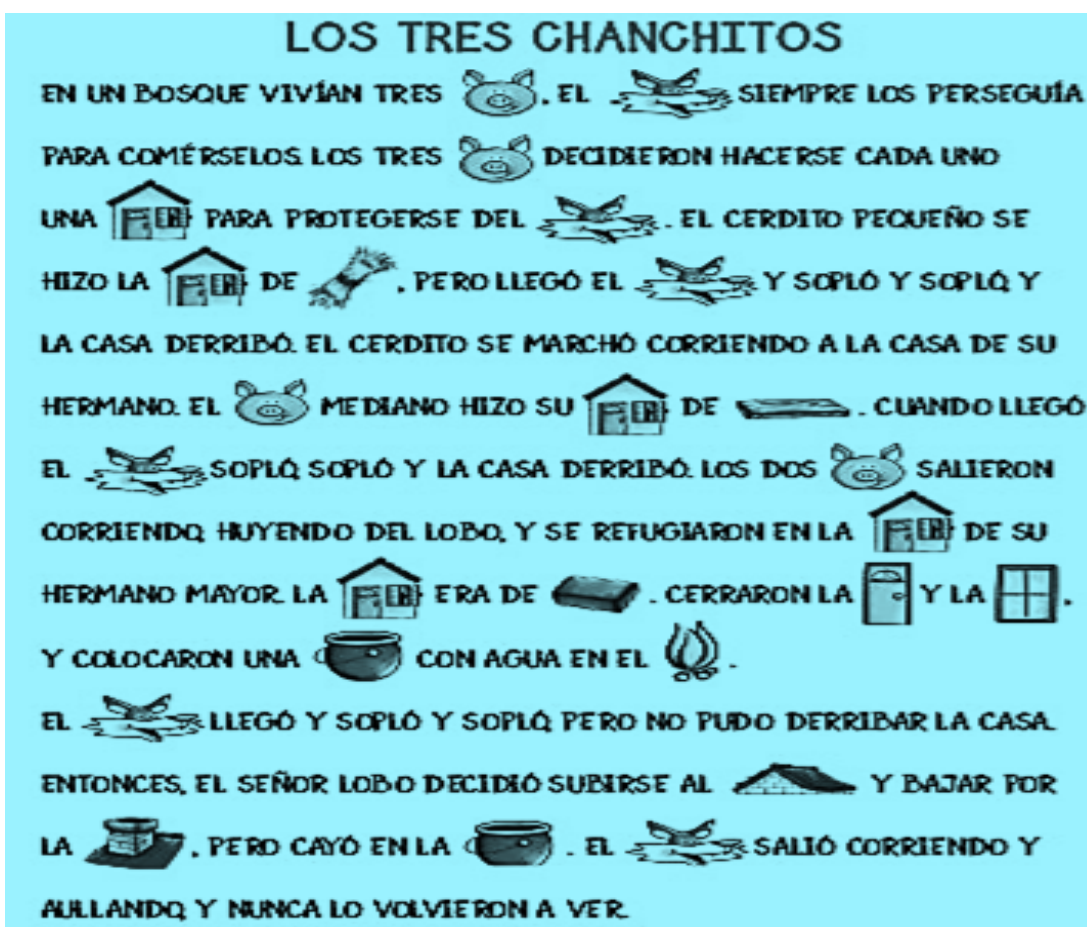 LOS TRES CHANCHITOS
EN UN BOSQUE VIVÍAN TRES . EL SIEMPRE LOS PERSEGUÍA
PARA COMÉRSELOS. LOS TRES DECIDIERON HACERSE CADA UNO
UNA PARA PROTEGERSE DEL . EL CERDITO PEQUEÑO SE
HIZO LA DE , PERO LLEGÓ EL Y SOPLÓ Y SOPLÓ, Y
LA CASA DERRIBÓ. EL CERDITO SE MARCHÓ CORRIENDO A LA CASA DE SU
HERMANO. EL MEDIANO HIZO SU DE . CUANDO LLEGÓ
EL SOPLÓ, SOPLÓ Y LA CASA DERRIBÓ. LOS DOS SALIERON
CORRIENDO, HUYENDO DEL LOBO, Y SE REFUGIARON EN LA DE SU
HERMANO MAYOR. LA ERA DE . CERRARON LA Y LA ,
Y COLOCARON UNA CON AGUA EN EL .
EL LLEGÓ Y SOPLÓ Y SOPLÓ, PERO NO PUDO DERRIBAR LA CASA.
ENTONCES, EL SEÑOR LOBO DECIDIÓ SUBIRSE AL Y BAJAR POR
LA , PERO CAYÓ EN LA . EL SALIÓ CORRIENDO Y
AULLANDO, Y NUNCA LO VOLVIERON A VER.